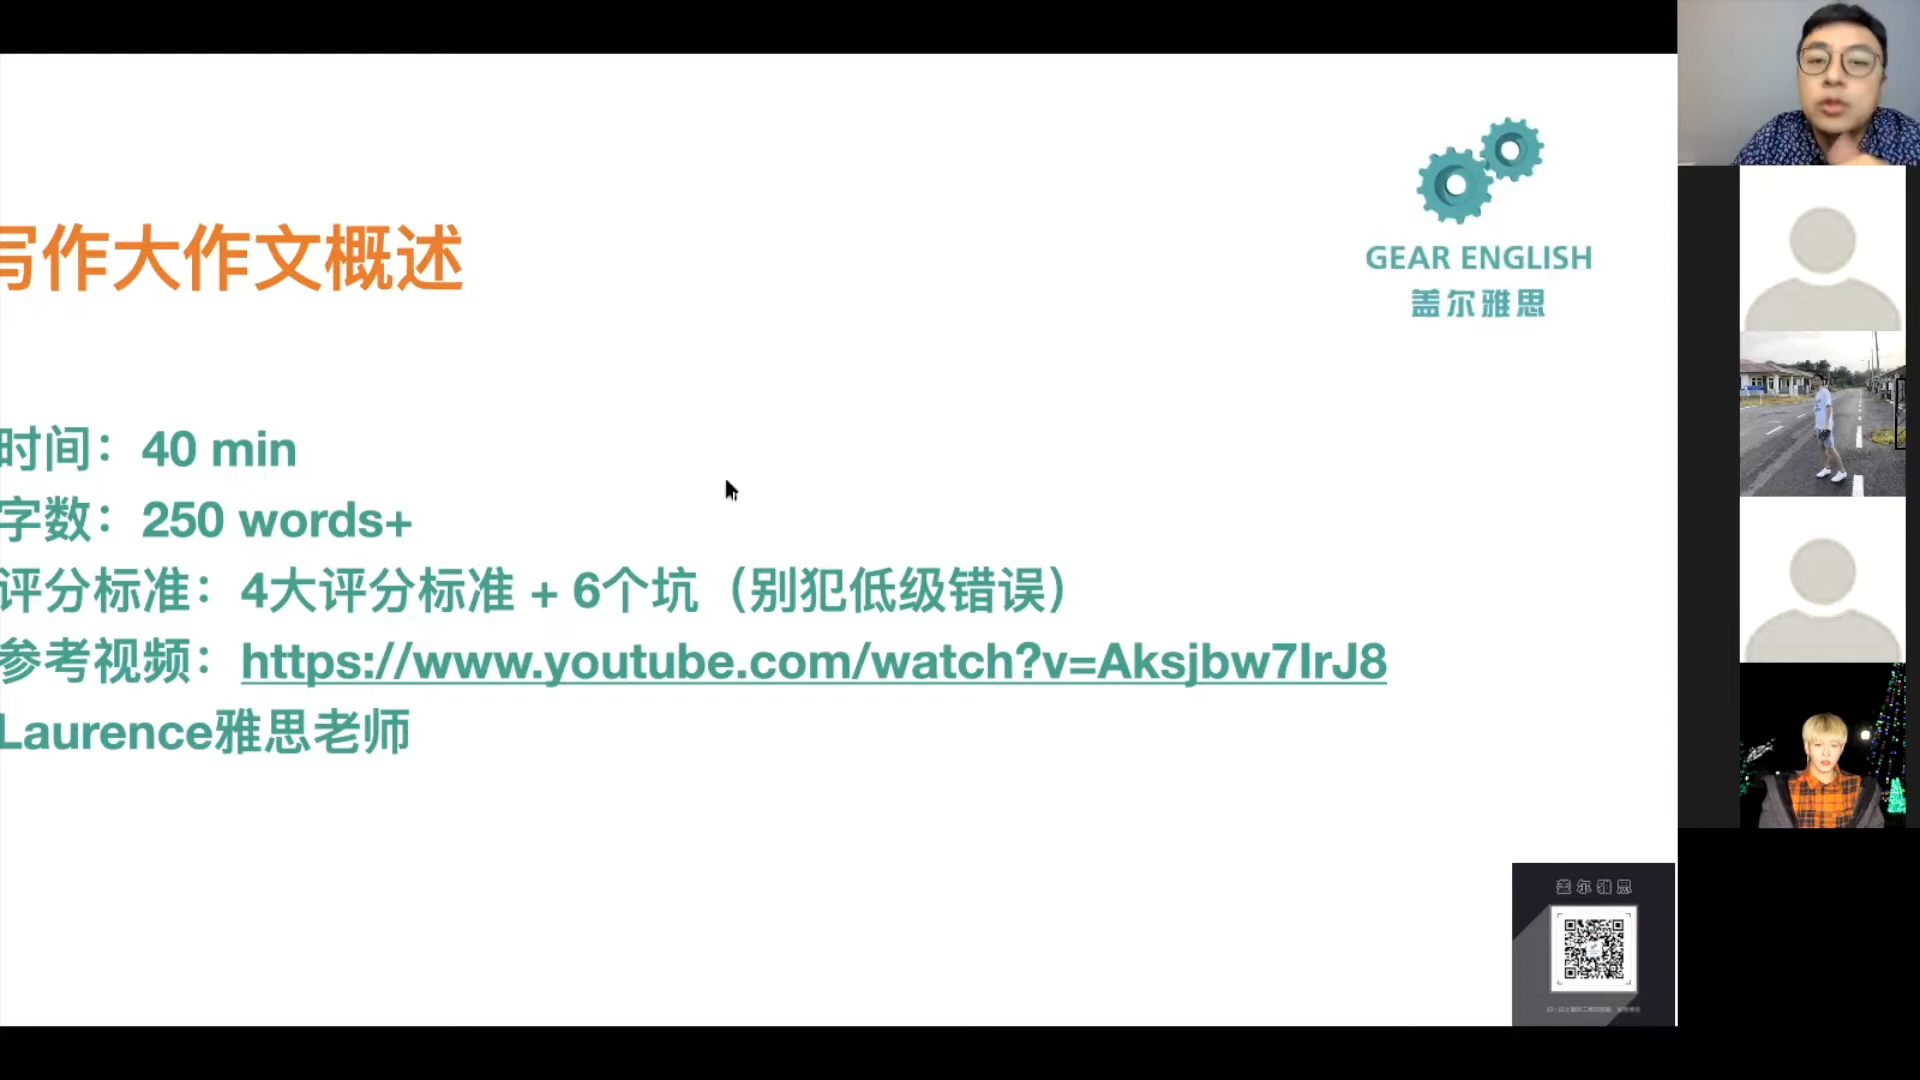 写作大作文概述
GEAR ENGLISH
盖尔雅思
时间：40 min
字数：250 words+
评分标准：4大评分标准 + 6个坑（别犯低级错误）
参考视频：https://www.youtube.com/watch?v=Aksjbw7IrJ8
Laurence雅思老师
盖尔雅思